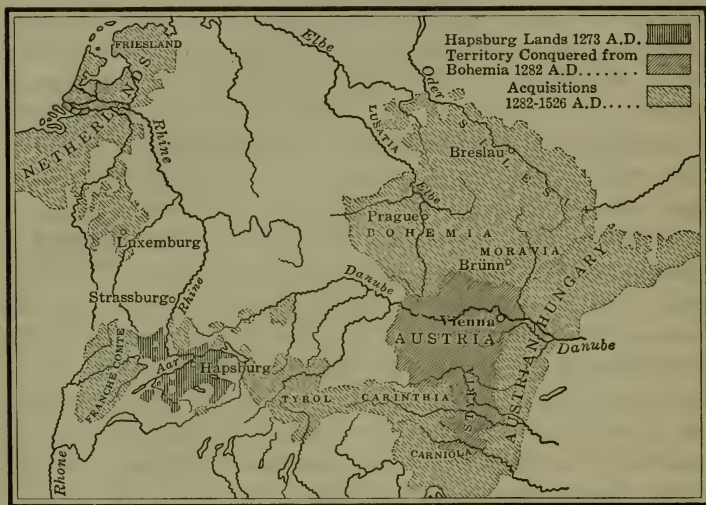 Hapsburg Lands 1273 A.D.
Territory Conquered from
Bohemia 1282 A.D.......
Acquisitions
1282-1526 A.D.....
FRIESLAND
NETHERLANDS
Rhine
Elbe
Oder
LUSATIA
SILESIA
Breslau
Elbe
Prague
BOHEMIA
MORAVIA
Brünn
Luxemburg
Strassburg
Rhine
Danube
Vienna
AUSTRIA
AUSTRIAN HUNGARY
Danube
FRANCHE COMTE
Aar
Hapsburg
TYROL
CARINTHIA
STYRIA
CARNIOLA
Rhone